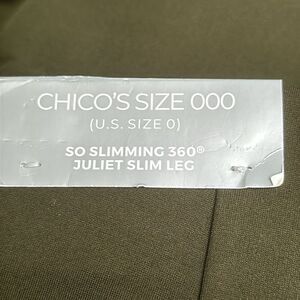 CHICO'S SIZE 000
(U.S. SIZE 0)
SO SLIMMING 360®
JULIET SLIM LEG